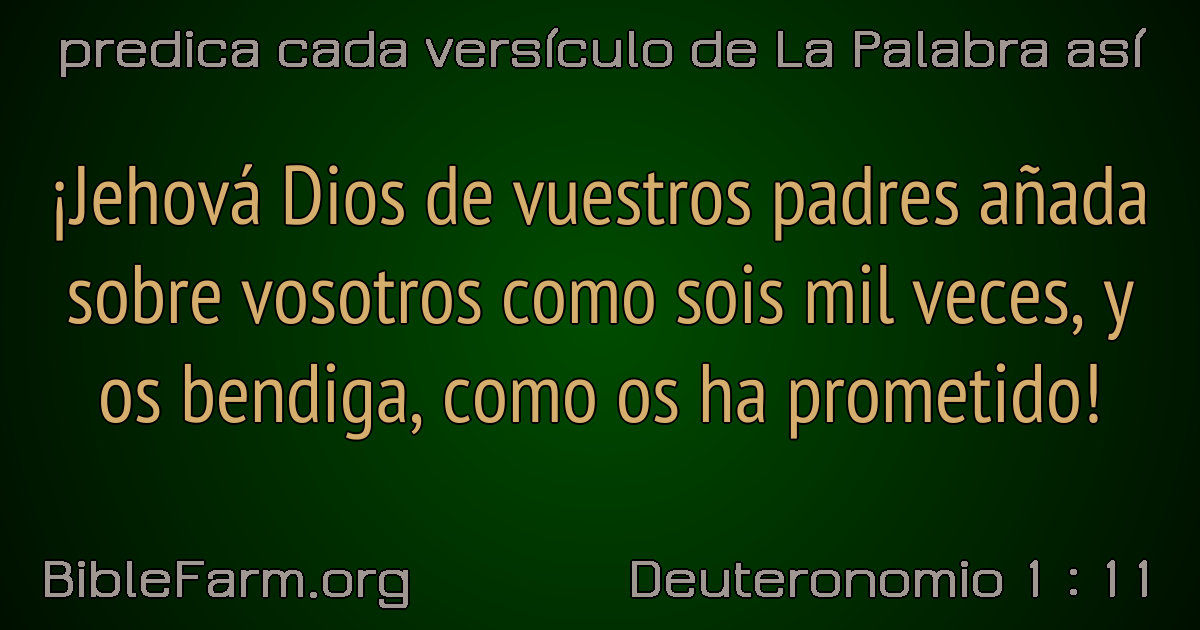 predica cada versículo de La Palabra así
¡Jehová Dios de vuestros padres añada
sobre vosotros como sois mil veces, y
os bendiga, como os ha prometido!
BibleFarm.org
Deuteronomio 1 : 11